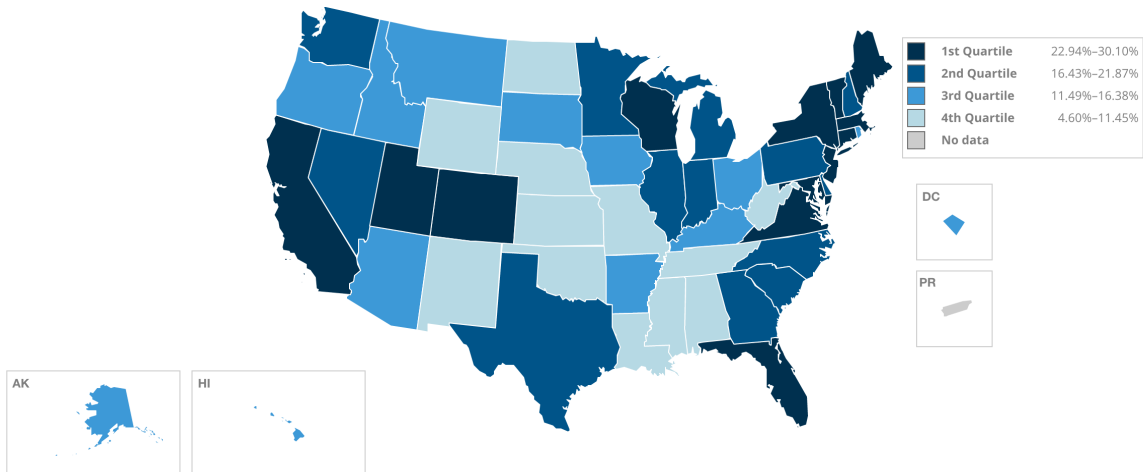 1st Quartile 22.94%–30.10%
2nd Quartile 16.43%–21.87%
3rd Quartile 11.49%–16.38%
4th Quartile 4.60%–11.45%
No data
DC
PR
AK
HI